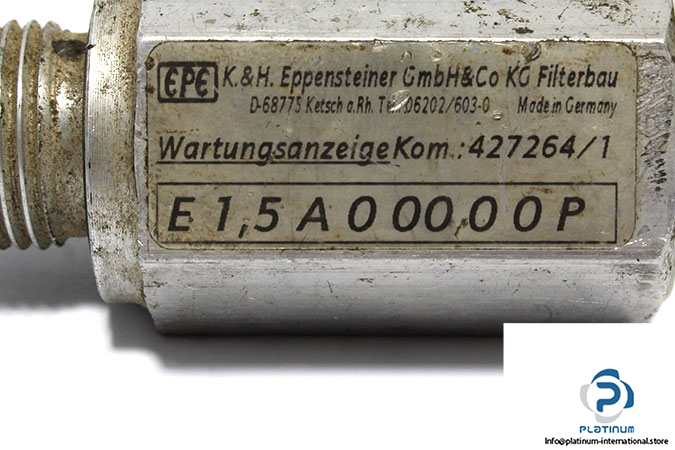 EPE K.&H. Eppensteiner GmbH&Co KG Filterbau
D-68775 Ketsch a.Rh. Tel. 06202/603-0 Made in Germany
Wartungsanzeige Kom.: 427264/1
E 1,5 A 0 00,0 0 P
PLATINUM
Info@platinum-international.store